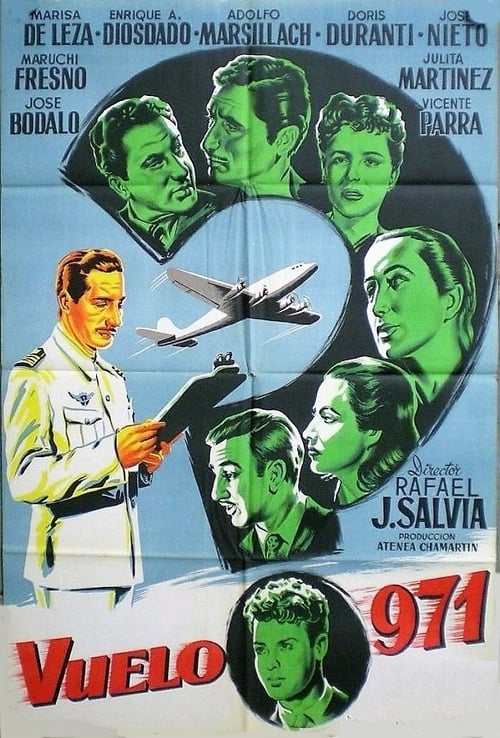 MARISA ENRIQUE A. ADOLFO DORIS JOSE
DE LEZA · DIOSDADO · MARSILLACH · DURANTI · NIETO
MARUCHI JULITA
FRESNO MARTINEZ
JOSE VICENTE
BODALO PARRA
Director
RAFAEL
J. SALVIA
PRODUCCION
ATENEA CHAMARTIN
VUELO 971